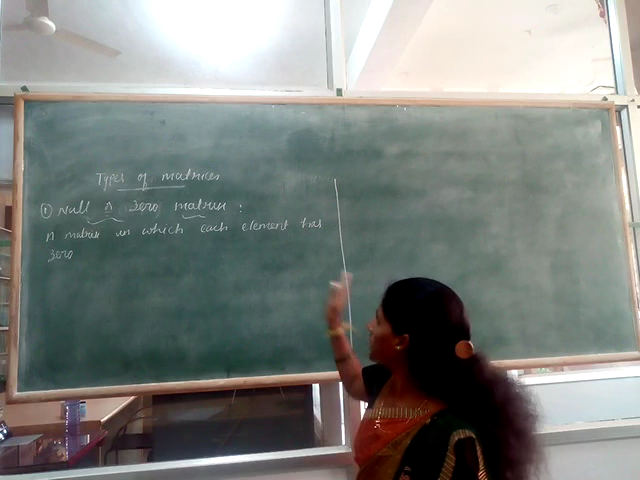 Types of matrices
① Null & zero matrix :
A matrix in which each element has
zero